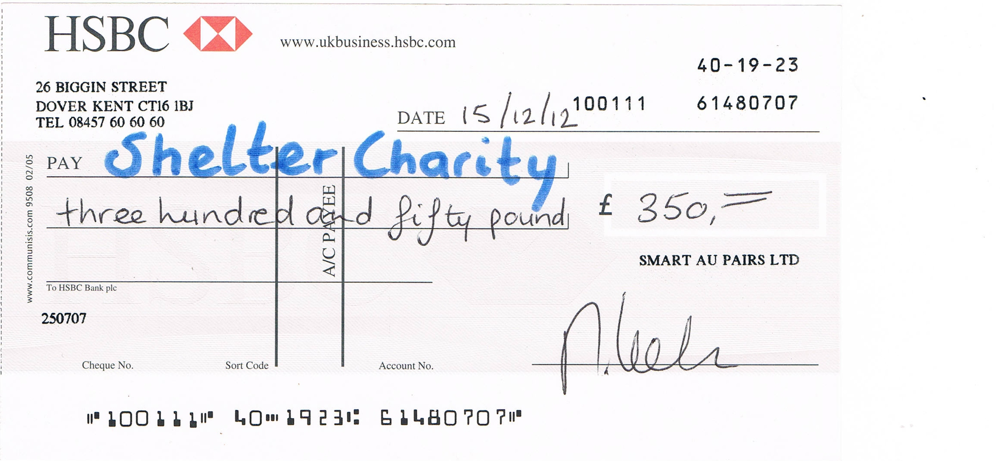 HSBC www.ukbusiness.hsbc.com
40-19-23
26 BIGGIN STREET
DOVER KENT CT16 1BJ
TEL 08457 60 60 60
DATE 15/12/12 100111 61480707
PAY Shelter Charity
three hundred and fifty pound £ 350,=
A/C PAYEE
SMART AU PAIRS LTD
To HSBC Bank plc
www.communisis.com 9508 02/05
250707
Cheque No. Sort Code Account No.
⑈100111⑈ 40⑉1923⑆ 61480707⑈